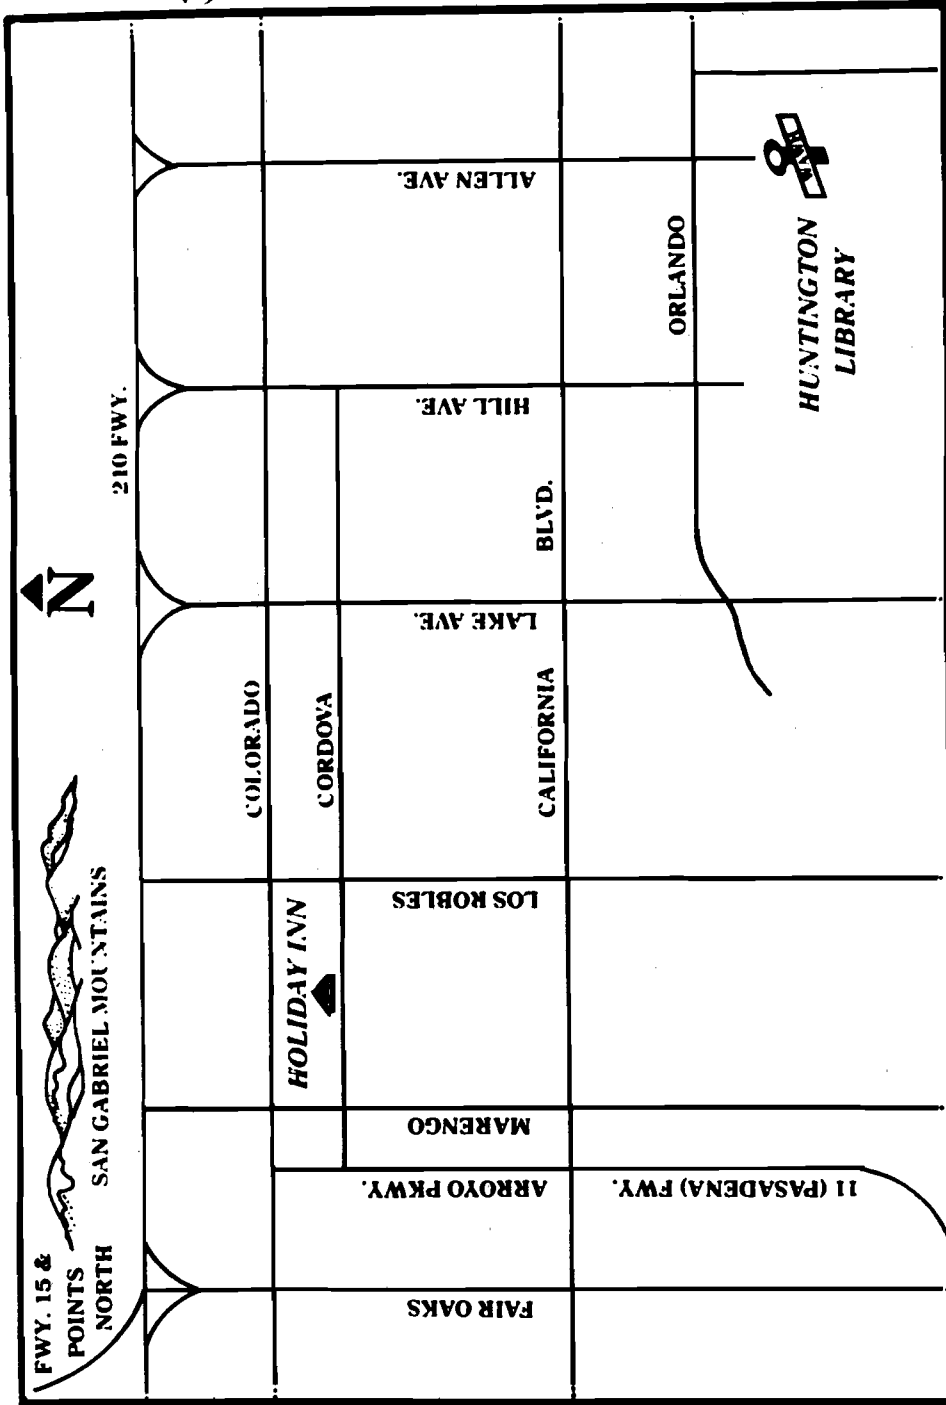 FWY. 15 &
POINTS
NORTH
SAN GABRIEL MOUNTAINS
N
210 FWY.
COLORADO
HOLIDAY INN
CORDOVA
FAIR OAKS
ARROYO PKWY.
MARENGO
LOS ROBLES
LAKE AVE.
HILL AVE.
ALLEN AVE.
CALIFORNIA
BLVD.
11 (PASADENA) FWY.
ORLANDO
HUNTINGTON
LIBRARY